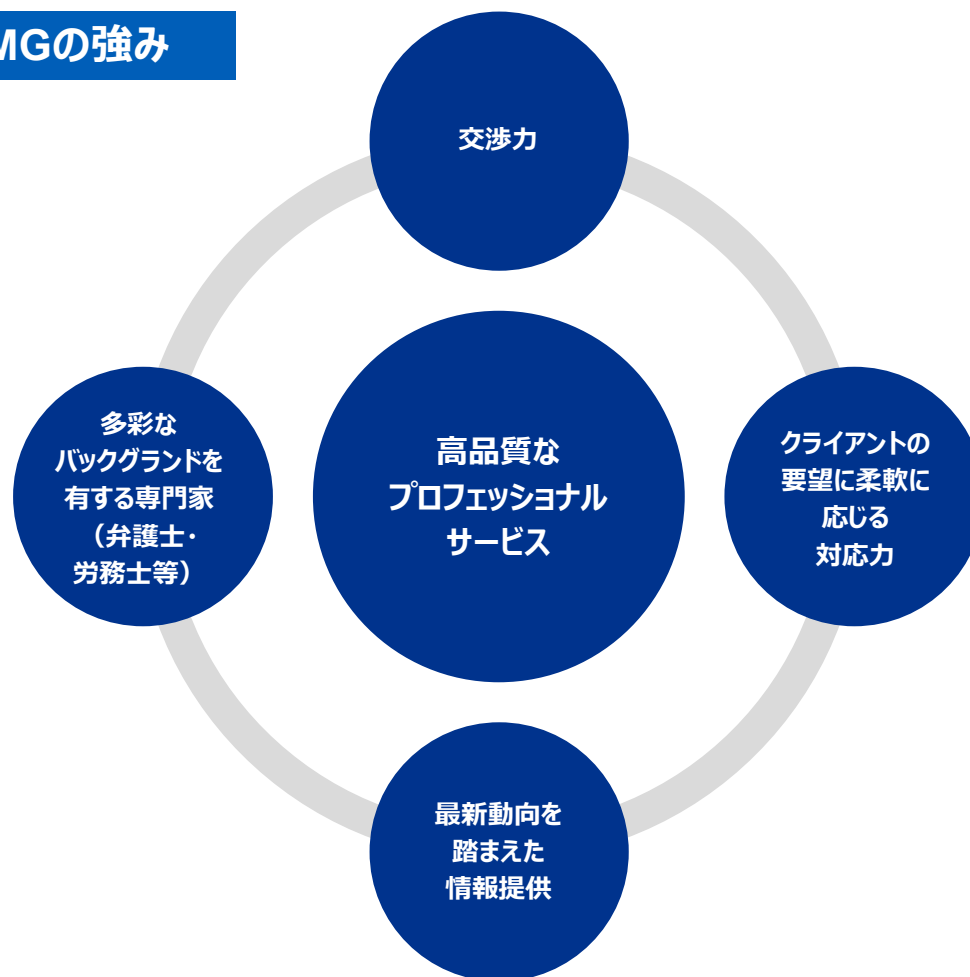 MGの強み
交渉力
多彩な
バックグランドを
有する専門家
（弁護士・
労務士等）
高品質な
プロフェッショナル
サービス
クライアントの
要望に柔軟に
応じる
対応力
最新動向を
踏まえた
情報提供